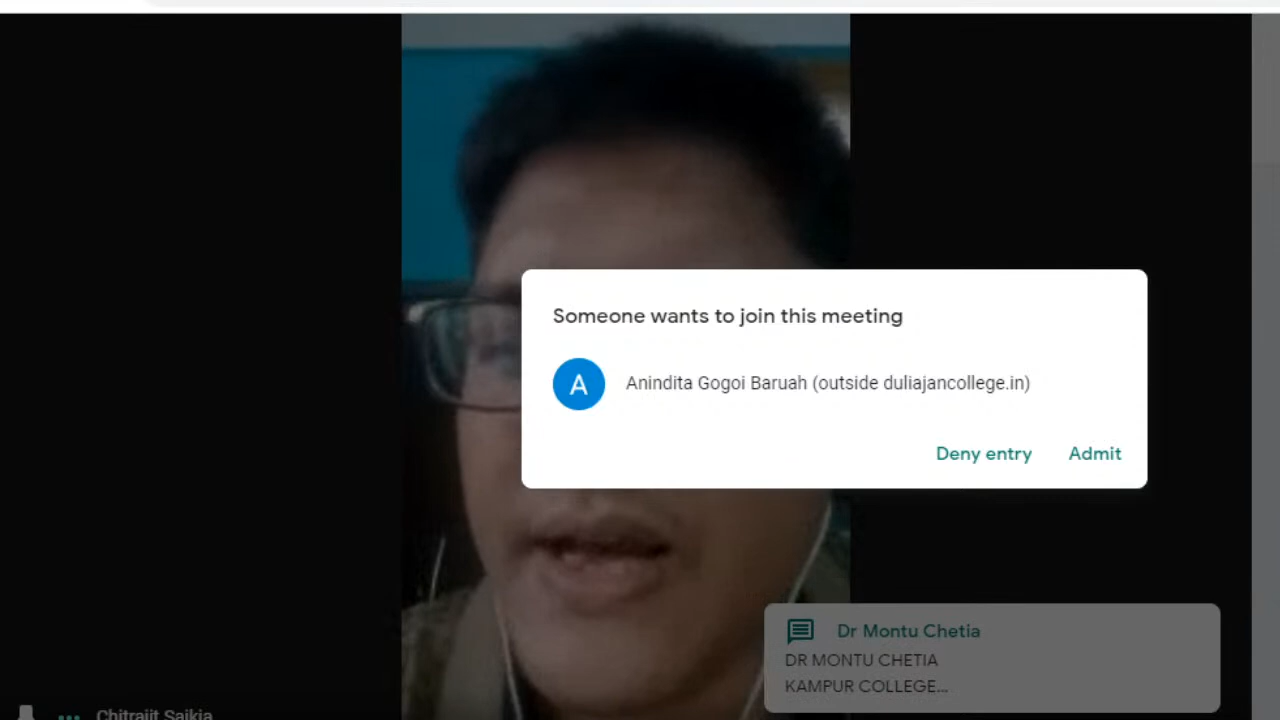 Someone wants to join this meeting
A
Anindita Gogoi Baruah (outside duliajancollege.in)
Deny entry Admit
Dr Montu Chetia
DR MONTU CHETIA
KAMPUR COLLEGE...
Chitrajit Saikia